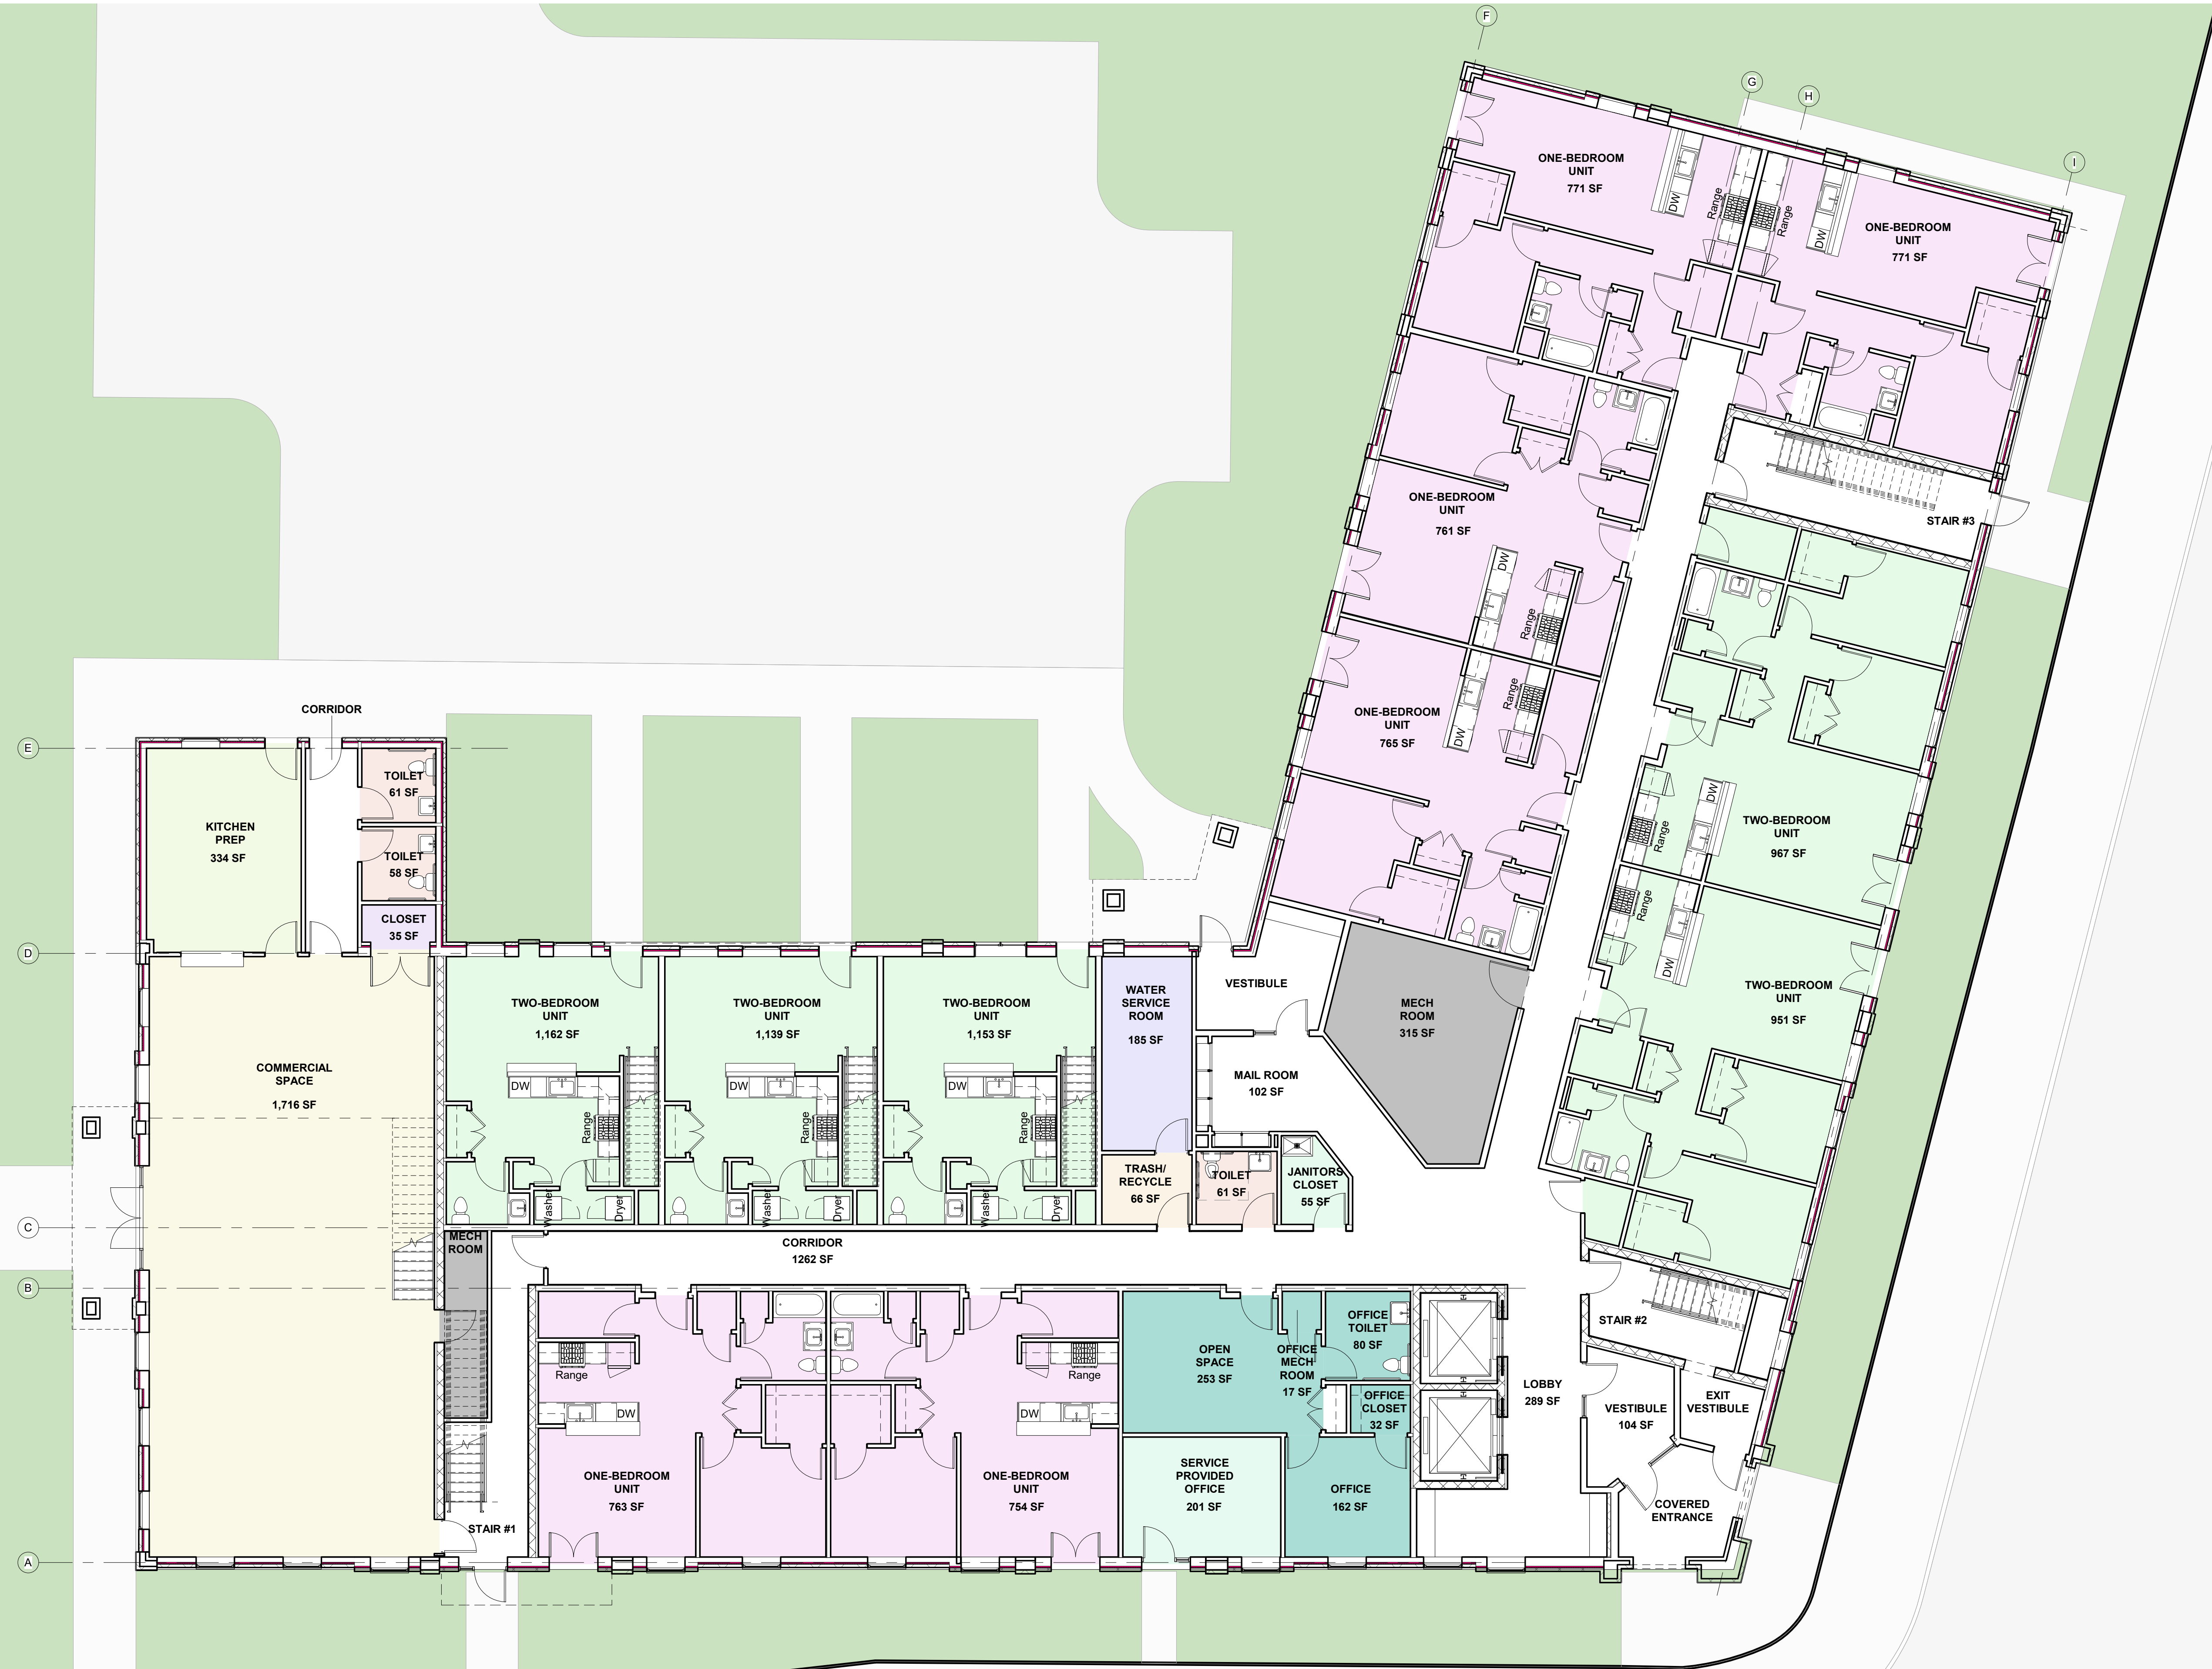 F
G
H
I
ONE-BEDROOM
UNIT
771 SF
DW
Range
ONE-BEDROOM
UNIT
771 SF
Range
DW
STAIR #3
ONE-BEDROOM
UNIT
761 SF
DW
Range
ONE-BEDROOM
UNIT
765 SF
DW
Range
TWO-BEDROOM
UNIT
967 SF
DW
Range
TWO-BEDROOM
UNIT
951 SF
Range
DW
CORRIDOR
E
KITCHEN
PREP
334 SF
TOILET
61 SF
TOILET
58 SF
CLOSET
35 SF
D
COMMERCIAL
SPACE
1,716 SF
TWO-BEDROOM
UNIT
1,162 SF
DW
Range
Washer
Dryer
TWO-BEDROOM
UNIT
1,139 SF
DW
Range
Washer
Dryer
TWO-BEDROOM
UNIT
1,153 SF
DW
Range
Washer
Dryer
WATER
SERVICE
ROOM
185 SF
VESTIBULE
MECH
ROOM
315 SF
MAIL ROOM
102 SF
TRASH/
RECYCLE
66 SF
TOILET
61 SF
JANITORS
CLOSET
55 SF
C
MECH
ROOM
CORRIDOR
1262 SF
B
Range
DW
ONE-BEDROOM
UNIT
763 SF
Range
DW
ONE-BEDROOM
UNIT
754 SF
OPEN
SPACE
253 SF
OFFICE
MECH
ROOM
17 SF
OFFICE
TOILET
80 SF
OFFICE
CLOSET
32 SF
SERVICE
PROVIDED
OFFICE
201 SF
OFFICE
162 SF
LOBBY
289 SF
STAIR #2
VESTIBULE
104 SF
EXIT
VESTIBULE
COVERED
ENTRANCE
STAIR #1
A